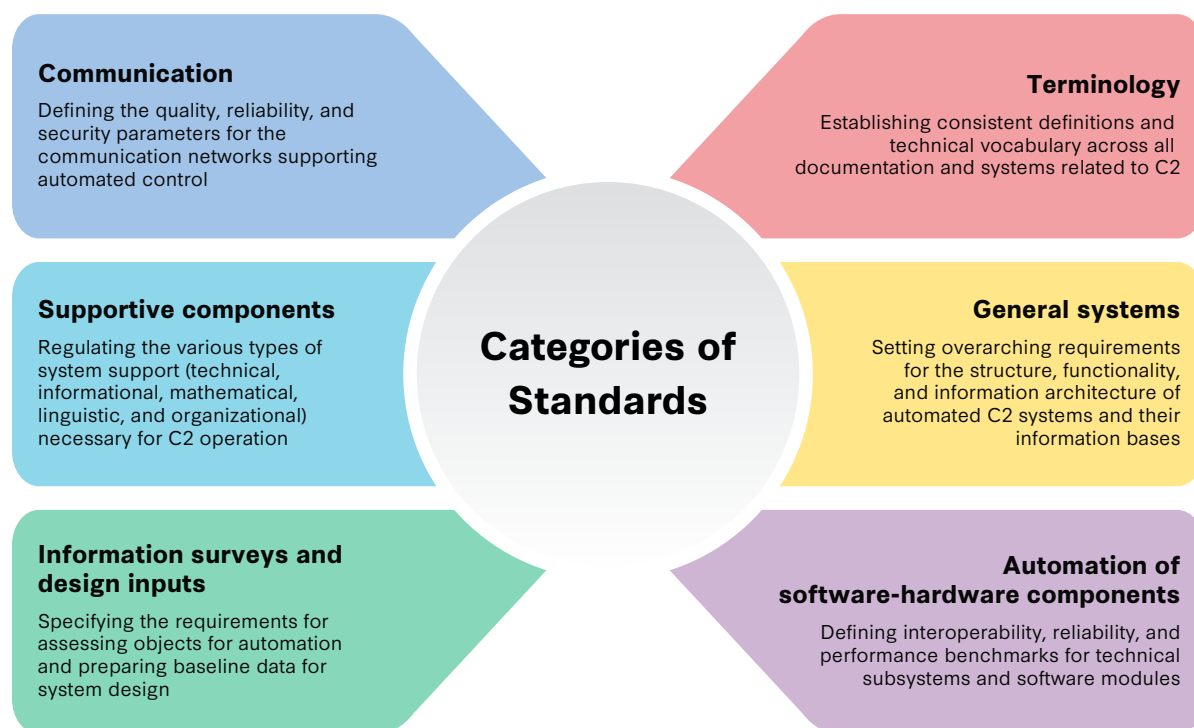 Communication
Defining the quality, reliability, and
security parameters for the
communication networks supporting
automated control
Terminology
Establishing consistent definitions and
technical vocabulary across all
documentation and systems related to C2
Supportive components
Regulating the various types of
system support (technical,
informational, mathematical,
linguistic, and organizational)
necessary for C2 operation
Categories of
Standards
General systems
Setting overarching requirements
for the structure, functionality,
and information architecture of
automated C2 systems and their
information bases
Information surveys and
design inputs
Specifying the requirements for
assessing objects for automation
and preparing baseline data for
system design
Automation of
software-hardware components
Defining interoperability, reliability, and
performance benchmarks for technical
subsystems and software modules